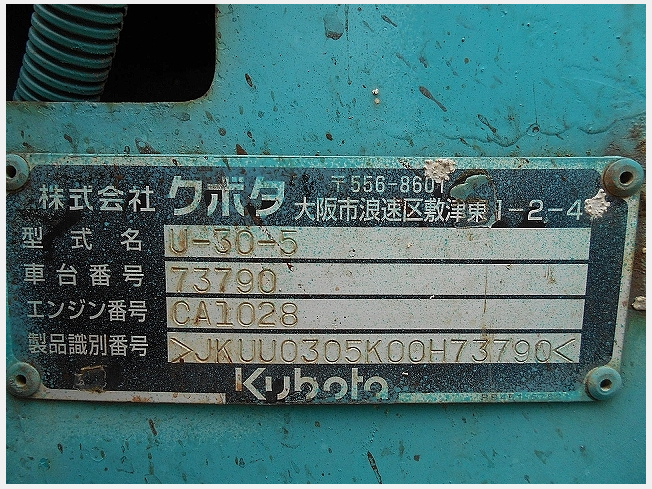 株式会社 クボタ 〒556-8601
大阪市浪速区敷津東1-2-4
型式名 U-30-5
車台番号 73790
エンジン番号 CA1028
製品識別番号 >JKUU0305K00H73790<
Kubota